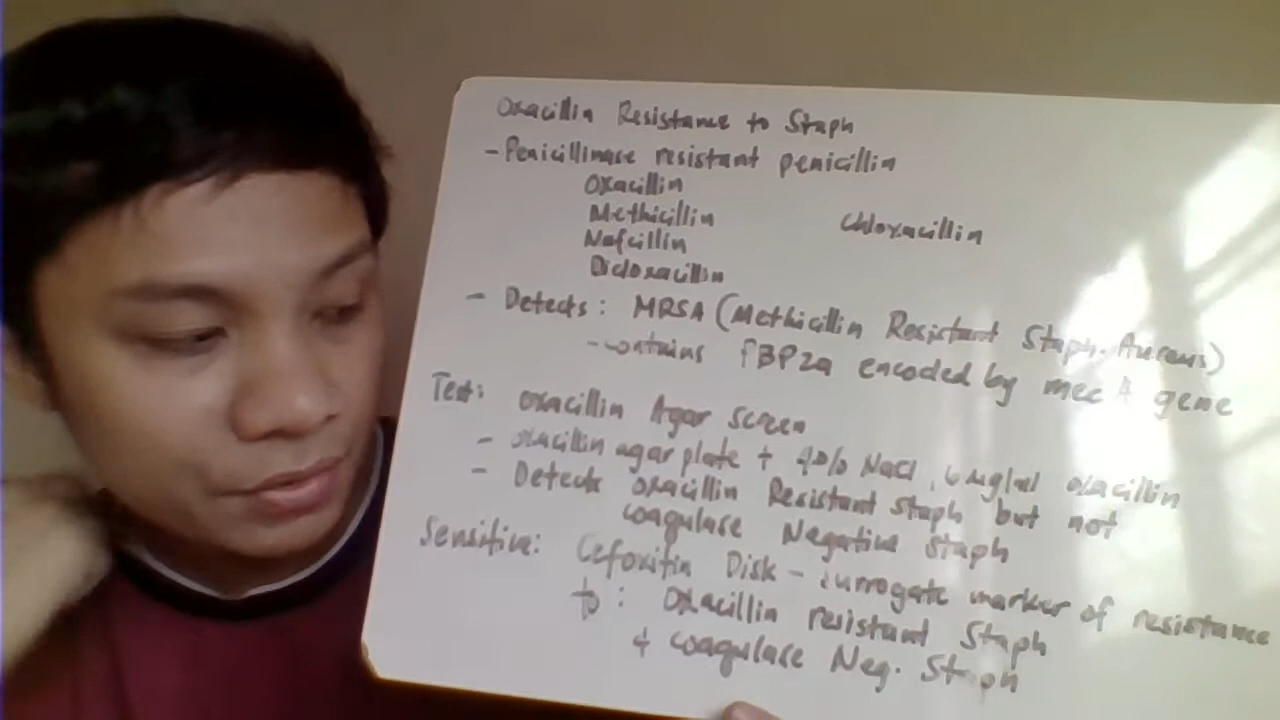 Oxacillin Resistance to Staph
- Penicillinase resistant penicillin
Oxacillin
Methicillin Chloxacillin
Nafcillin
Dicloxacillin
- Detects: MRSA (Methicillin Resistant Staph. Aureus)
- contains PBP2a encoded by mec A gene
Test: oxacillin Agar screen
- oxacillin agar plate + 4% NaCl, 6 ug/ml oxacillin
- Detects oxacillin Resistant Staph but not
coagulase Negative Staph
Sensitive: Cefoxitin Disk - surrogate marker of resistance
to: Oxacillin resistant Staph
+ coagulase Neg. Staph